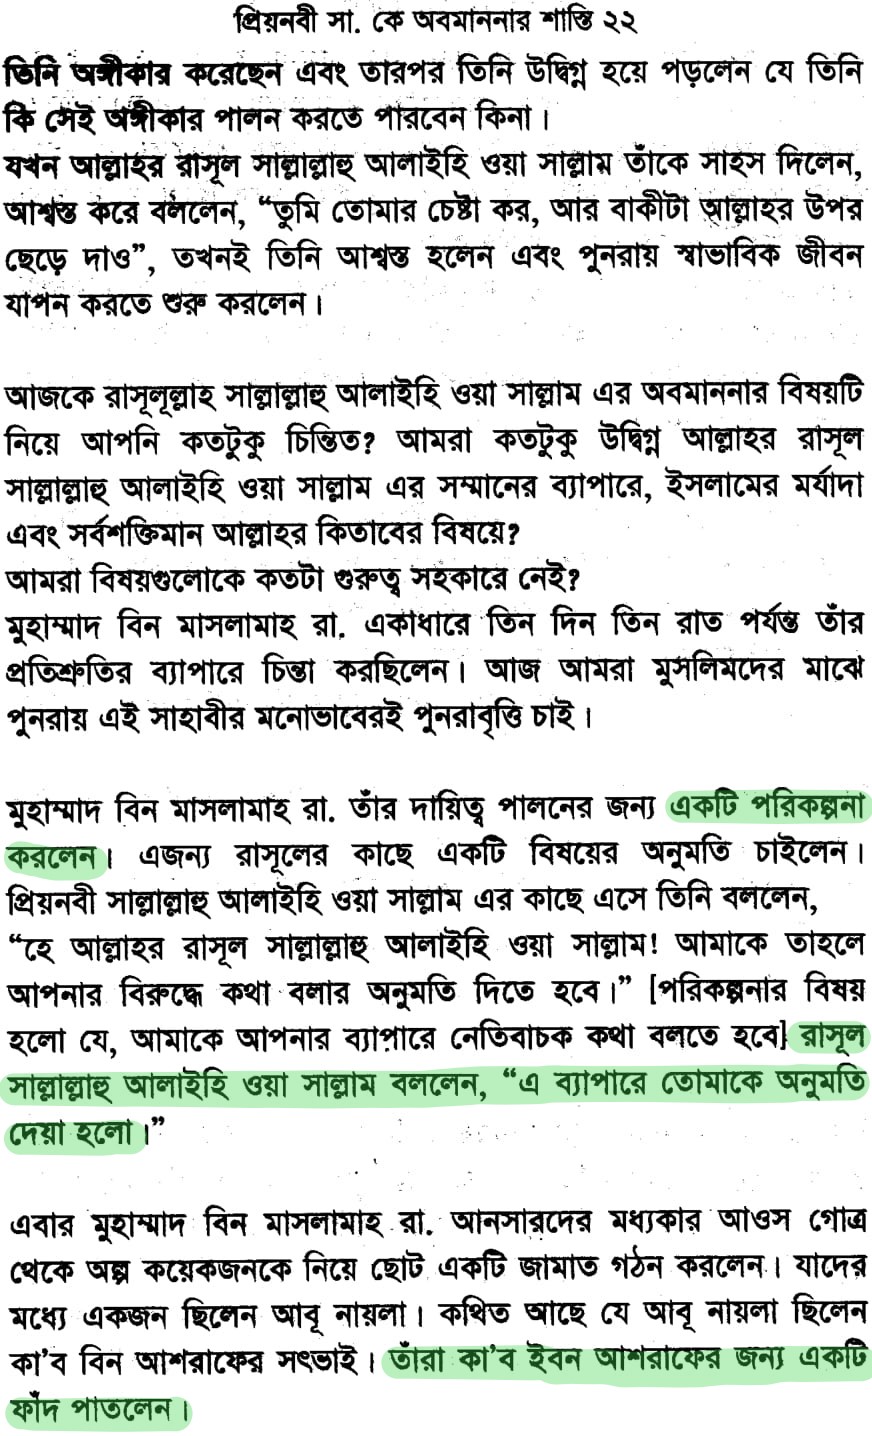 প্রিয়নবী সা. কে অবমাননার শাস্তি ২২
তিনি অঙ্গীকার করেছেন এবং তারপর তিনি উদ্বিগ্ন হয়ে পড়লেন যে তিনি
কি সেই অঙ্গীকার পালন করতে পারবেন কিনা।
যখন আল্লাহর রাসূল সাল্লাল্লাহু আলাইহি ওয়া সাল্লাম তাঁকে সাহস দিলেন,
আশ্বস্ত করে বললেন, “তুমি তোমার চেষ্টা কর, আর বাকীটা আল্লাহর উপর
ছেড়ে দাও”, তখনই তিনি আশ্বস্ত হলেন এবং পুনরায় স্বাভাবিক জীবন
যাপন করতে শুরু করলেন।
আজকে রাসূলূল্লাহ সাল্লাল্লাহু আলাইহি ওয়া সাল্লাম এর অবমাননার বিষয়টি
নিয়ে আপনি কতটুকু চিন্তিত? আমরা কতটুকু উদ্বিগ্ন আল্লাহর রাসূল
সাল্লাল্লাহু আলাইহি ওয়া সাল্লাম এর সম্মানের ব্যাপারে, ইসলামের মর্যাদা
এবং সর্বশক্তিমান আল্লাহর কিতাবের বিষয়ে?
আমরা বিষয়গুলোকে কতটা গুরুত্ব সহকারে নেই?
মুহাম্মাদ বিন মাসলামাহ রা. একাধারে তিন দিন তিন রাত পর্যন্ত তাঁর
প্রতিশ্রুতির ব্যাপারে চিন্তা করছিলেন। আজ আমরা মুসলিমদের মাঝে
পুনরায় এই সাহাবীর মনোভাবেরই পুনরাবৃত্তি চাই।
মুহাম্মাদ বিন মাসলামাহ রা. তাঁর দায়িত্ব পালনের জন্য একটি পরিকল্পনা
করলেন। এজন্য রাসূলের কাছে একটি বিষয়ের অনুমতি চাইলেন।
প্রিয়নবী সাল্লাল্লাহু আলাইহি ওয়া সাল্লাম এর কাছে এসে তিনি বললেন,
“হে আল্লাহর রাসূল সাল্লাল্লাহু আলাইহি ওয়া সাল্লাম! আমাকে তাহলে
আপনার বিরুদ্ধে কথা বলার অনুমতি দিতে হবে।” [পরিকল্পনার বিষয়
হলো যে, আমাকে আপনার ব্যাপারে নেতিবাচক কথা বলতে হবে] রাসূল
সাল্লাল্লাহু আলাইহি ওয়া সাল্লাম বললেন, “এ ব্যাপারে তোমাকে অনুমতি
দেয়া হলো।”
এবার মুহাম্মাদ বিন মাসলামাহ রা. আনসারদের মধ্যকার আওস গোত্র
থেকে অল্প কয়েকজনকে নিয়ে ছোট একটি জামাত গঠন করলেন। যাদের
মধ্যে একজন ছিলেন আবূ নায়লা। কথিত আছে যে আবূ নায়লা ছিলেন
কা’ব বিন আশরাফের সৎভাই। তাঁরা কা’ব ইবন আশরাফের জন্য একটি
ফাঁদ পাতলেন।